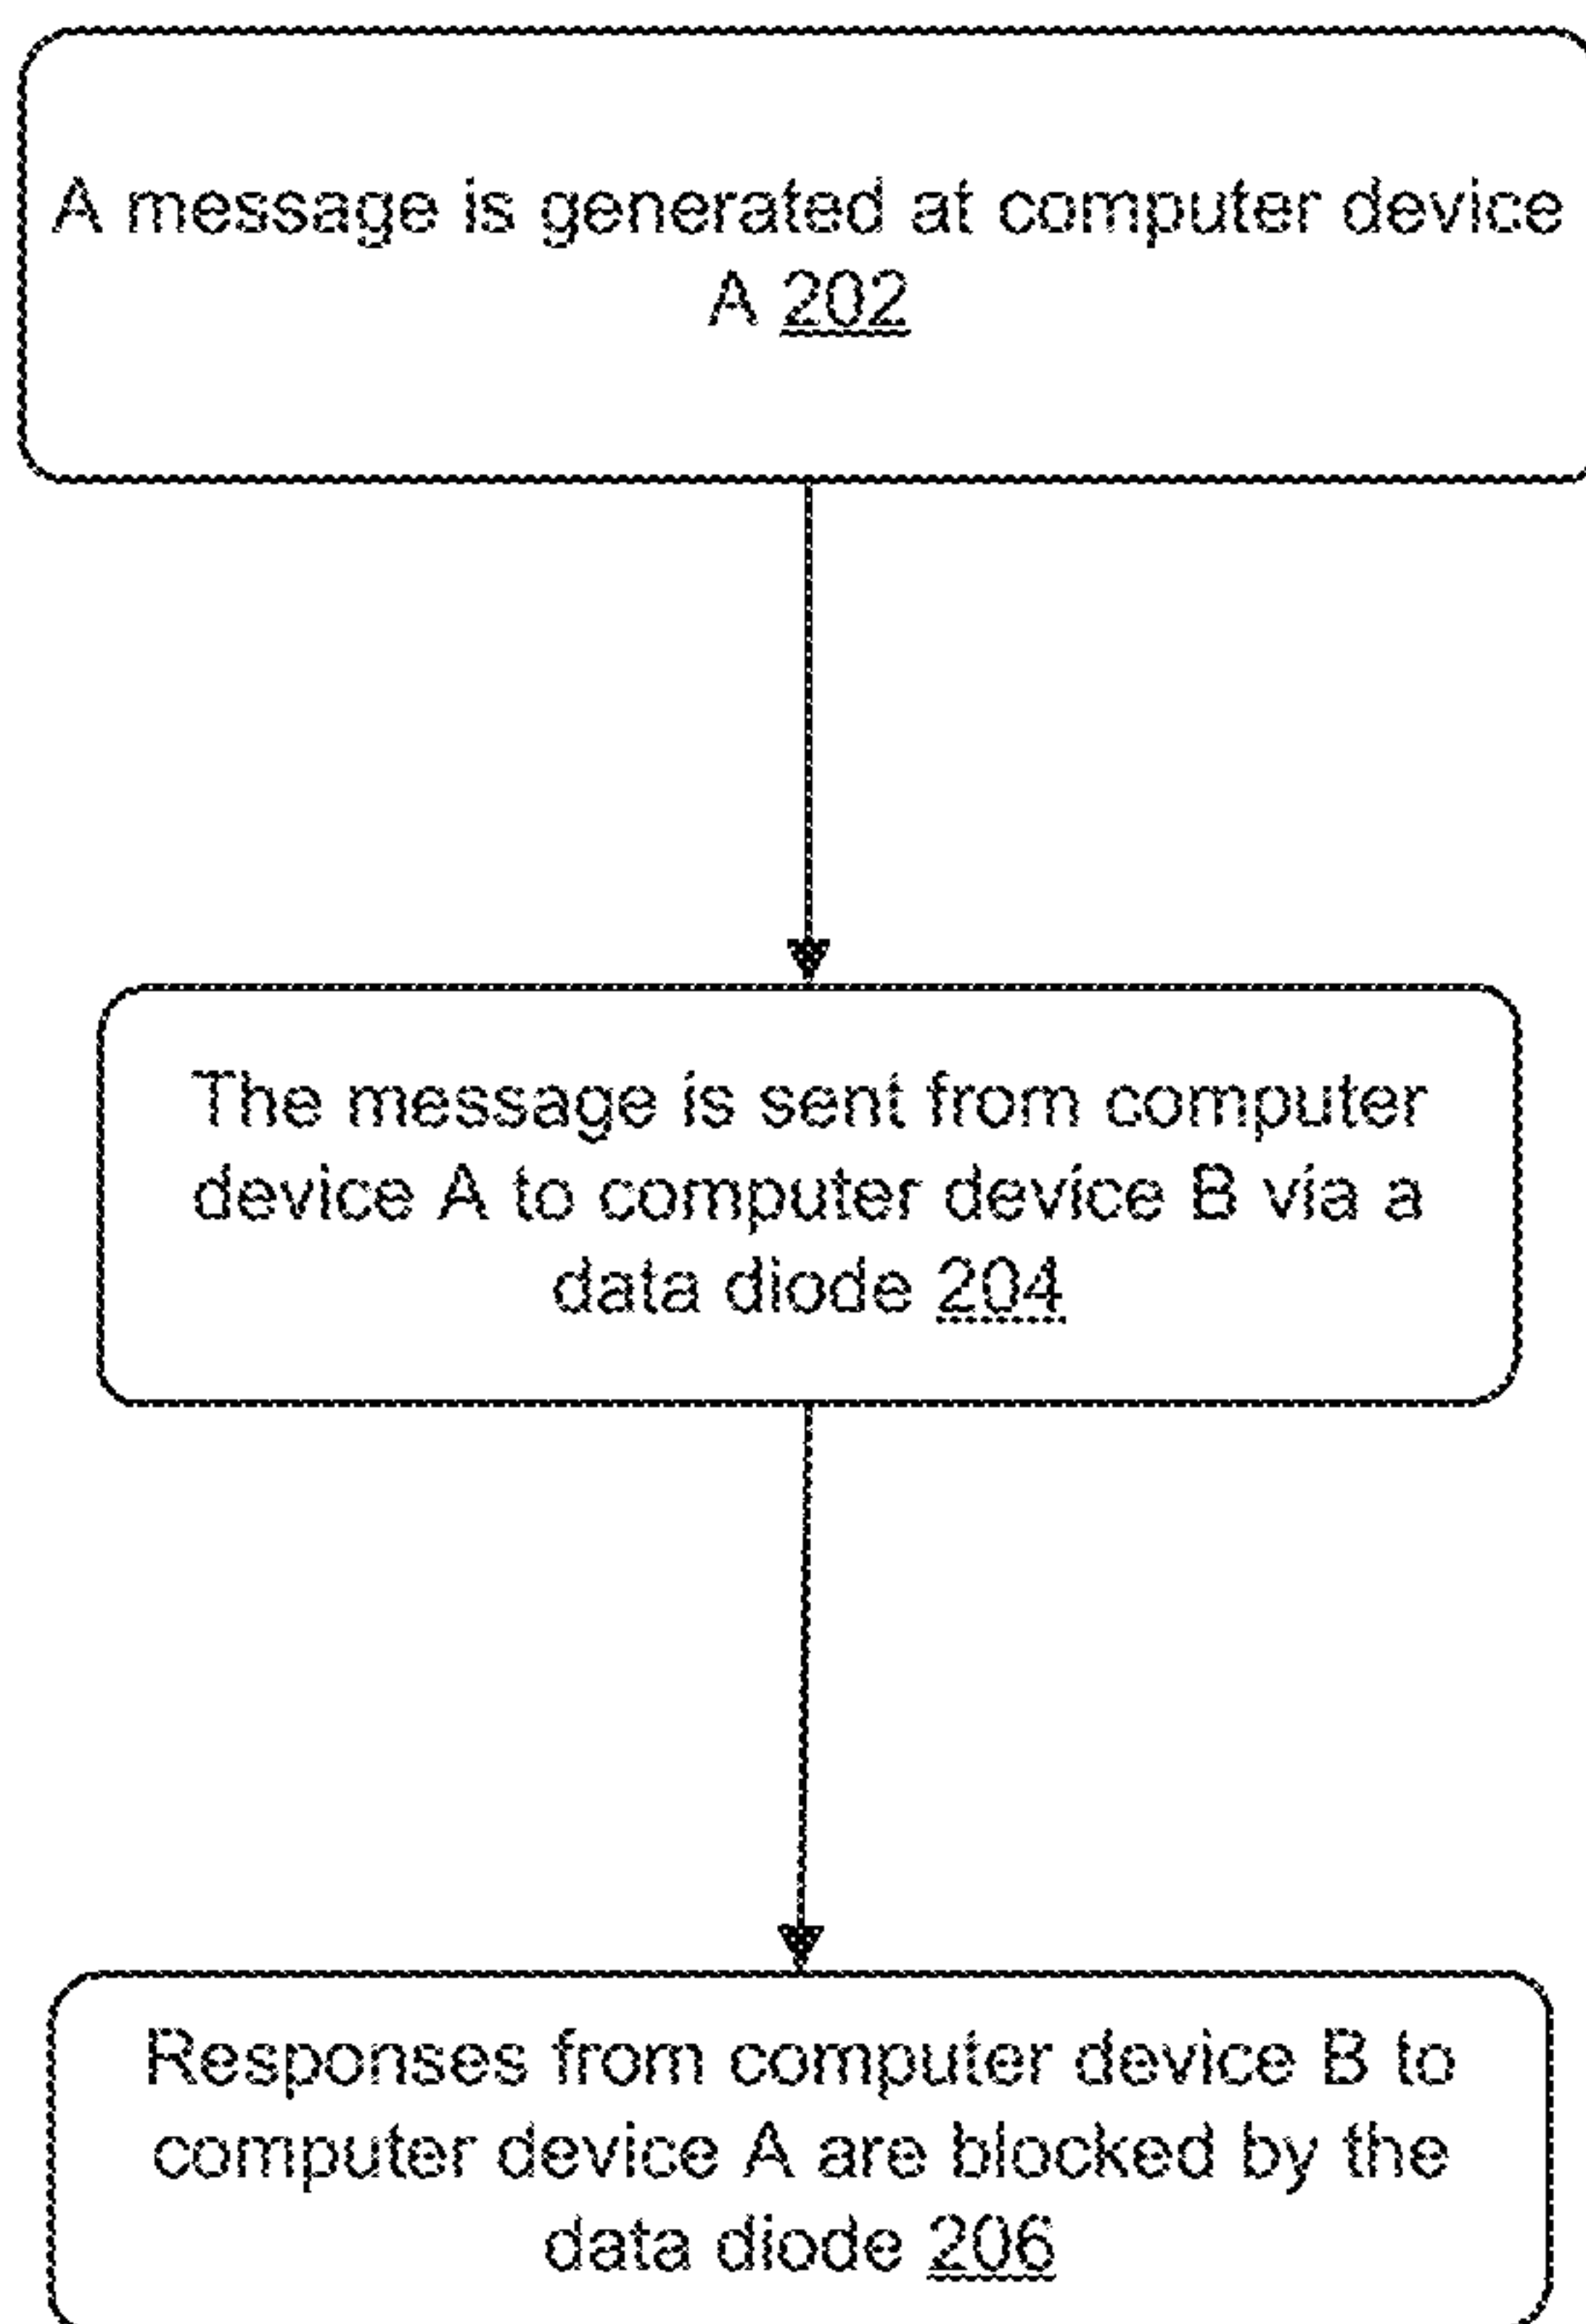 A message is generated at computer device
A 202
The message is sent from computer
device A to computer device B via a
data diode 204
Responses from computer device B to
computer device A are blocked by the
data diode 206